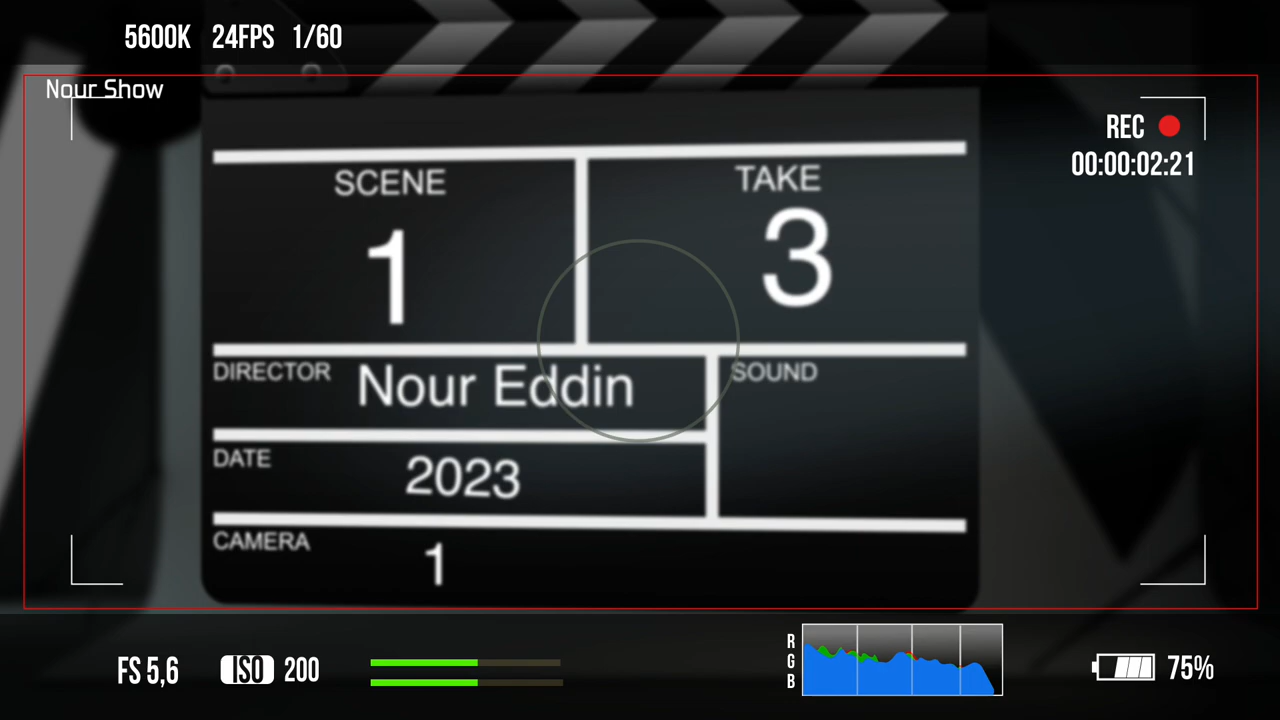 5600K 24FPS 1/60
Nour Show
REC
00:00:02:21
SCENE
1
TAKE
3
DIRECTOR Nour Eddin
SOUND
DATE 2023
CAMERA 1
FS 5,6 ISO 200
R
G
B
75%